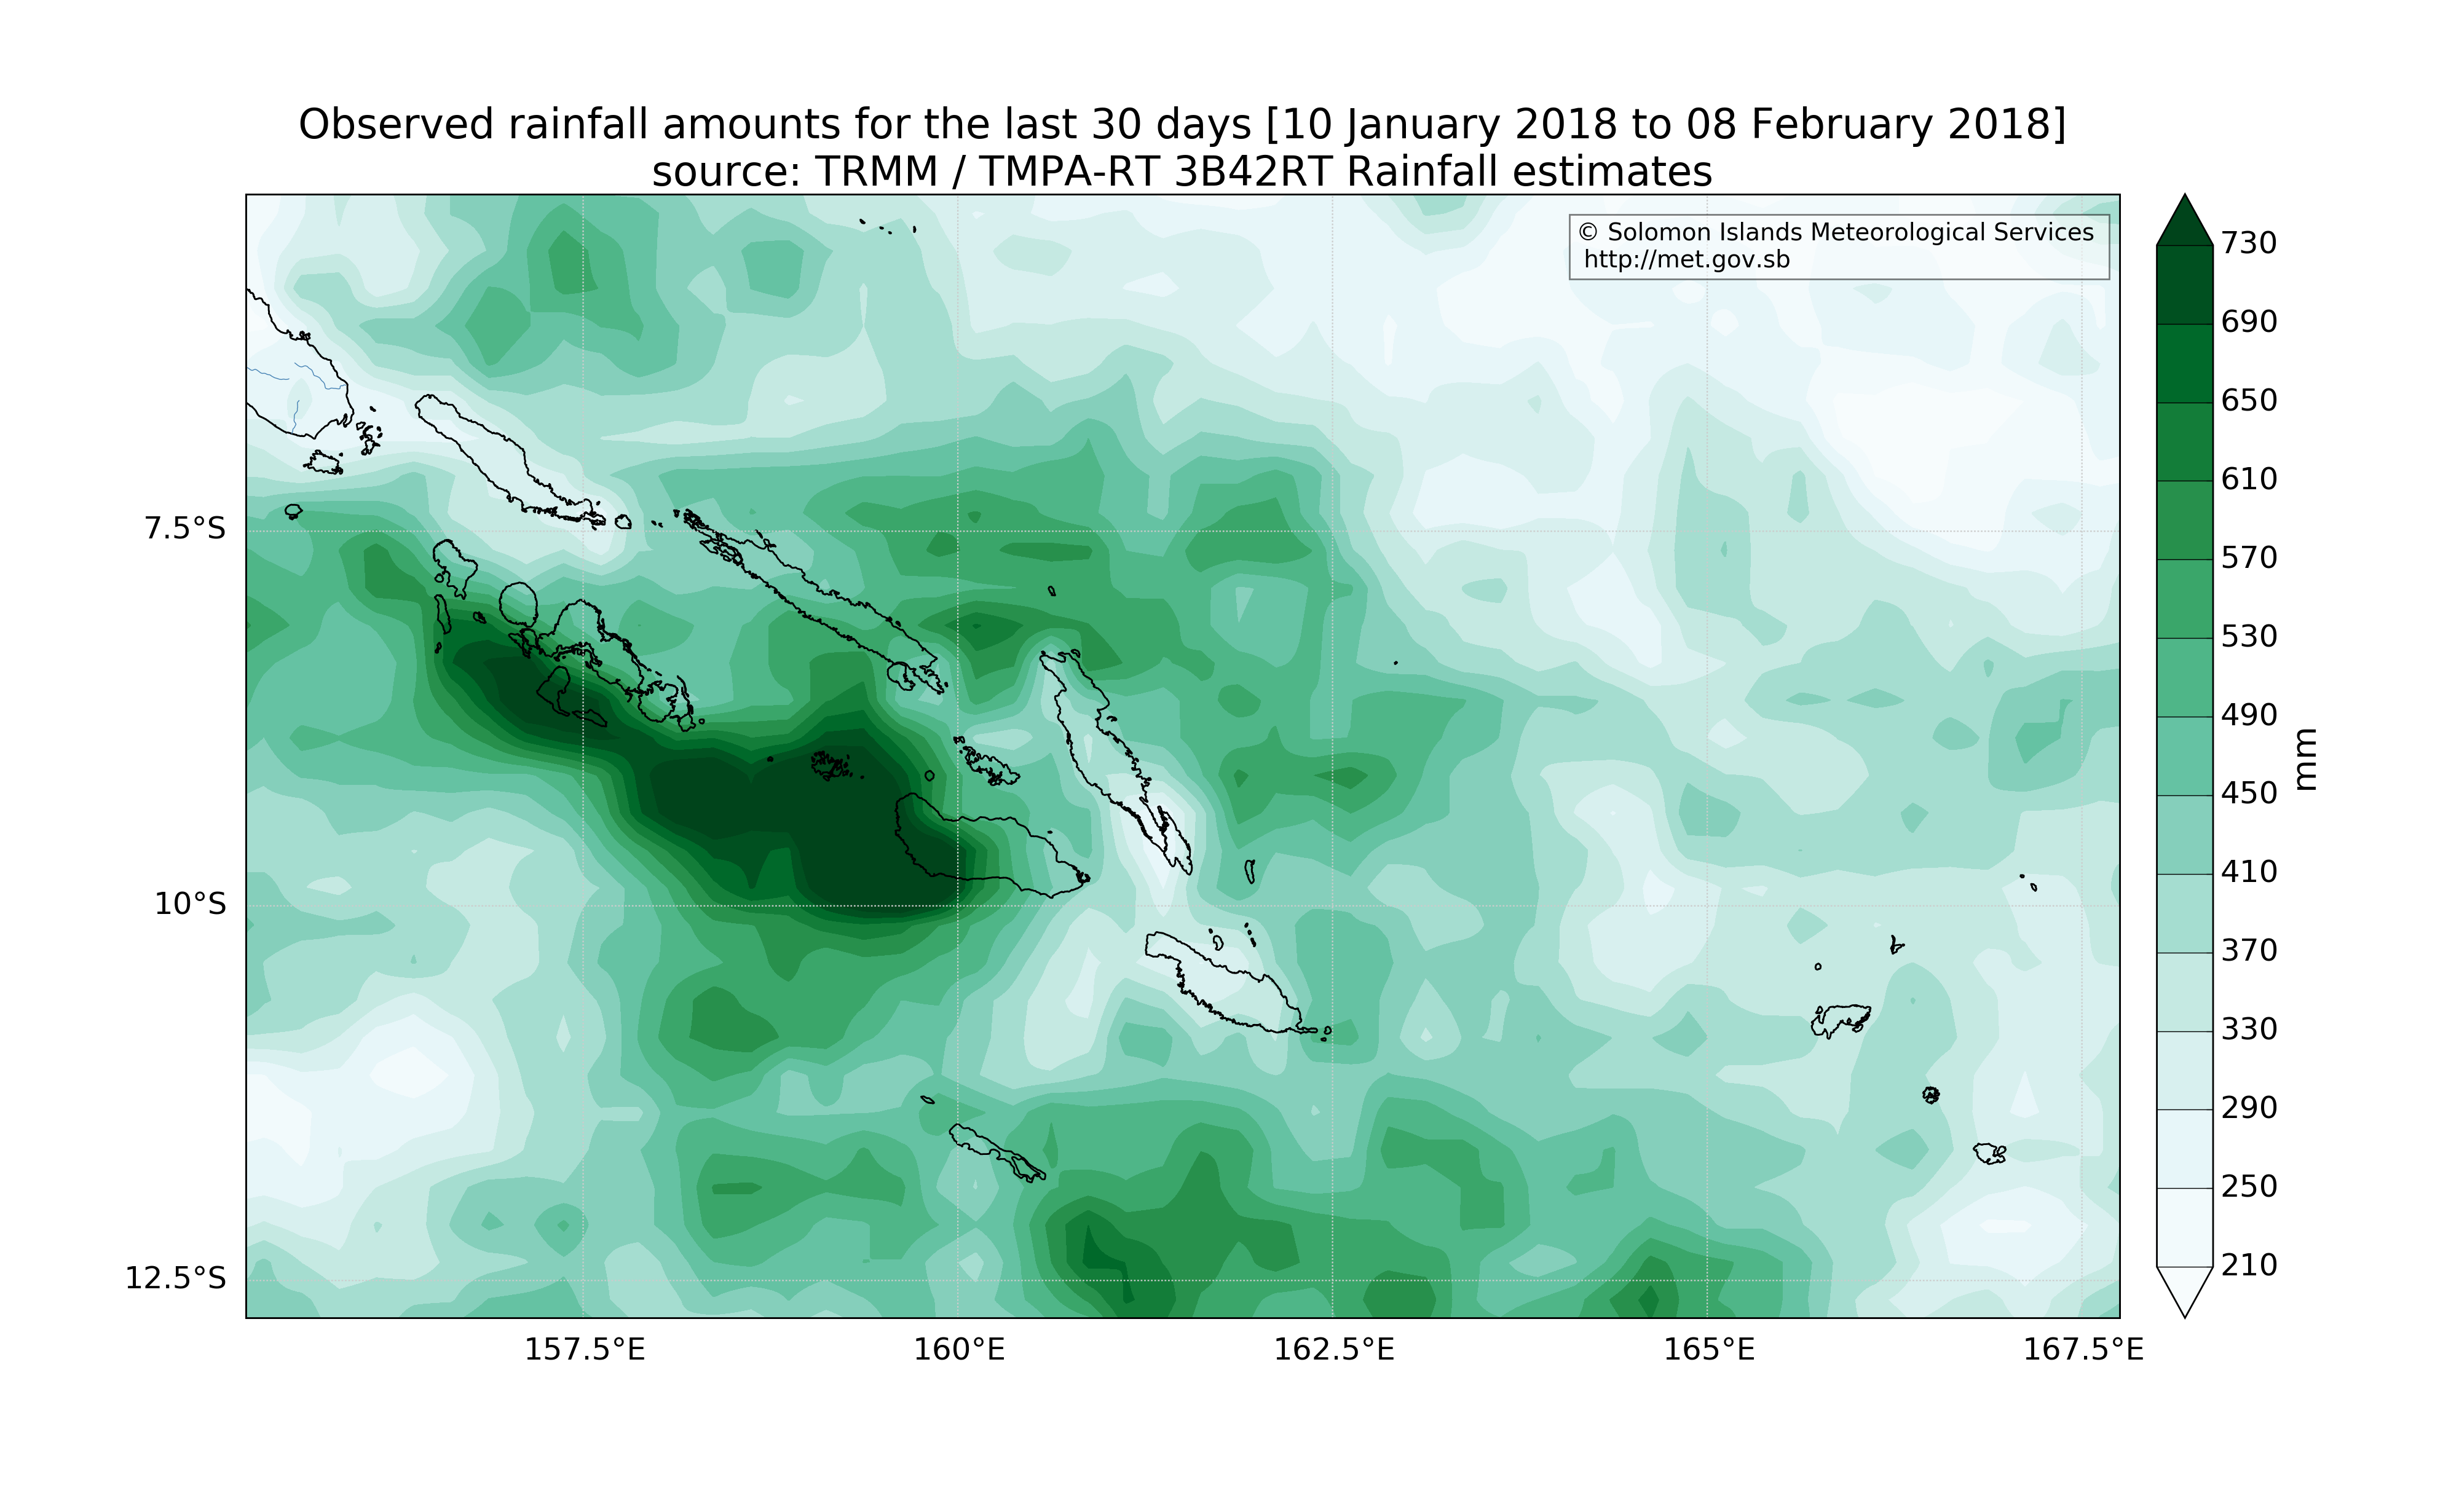 Observed rainfall amounts for the last 30 days [10 January 2018 to 08 February 2018]
source: TRMM / TMPA-RT 3B42RT Rainfall estimates
© Solomon Islands Meteorological Services
http://met.gov.sb
7.5°S
10°S
12.5°S
157.5°E
160°E
162.5°E
165°E
167.5°E
730
690
650
610
570
530
490
450
410
370
330
290
250
210
mm